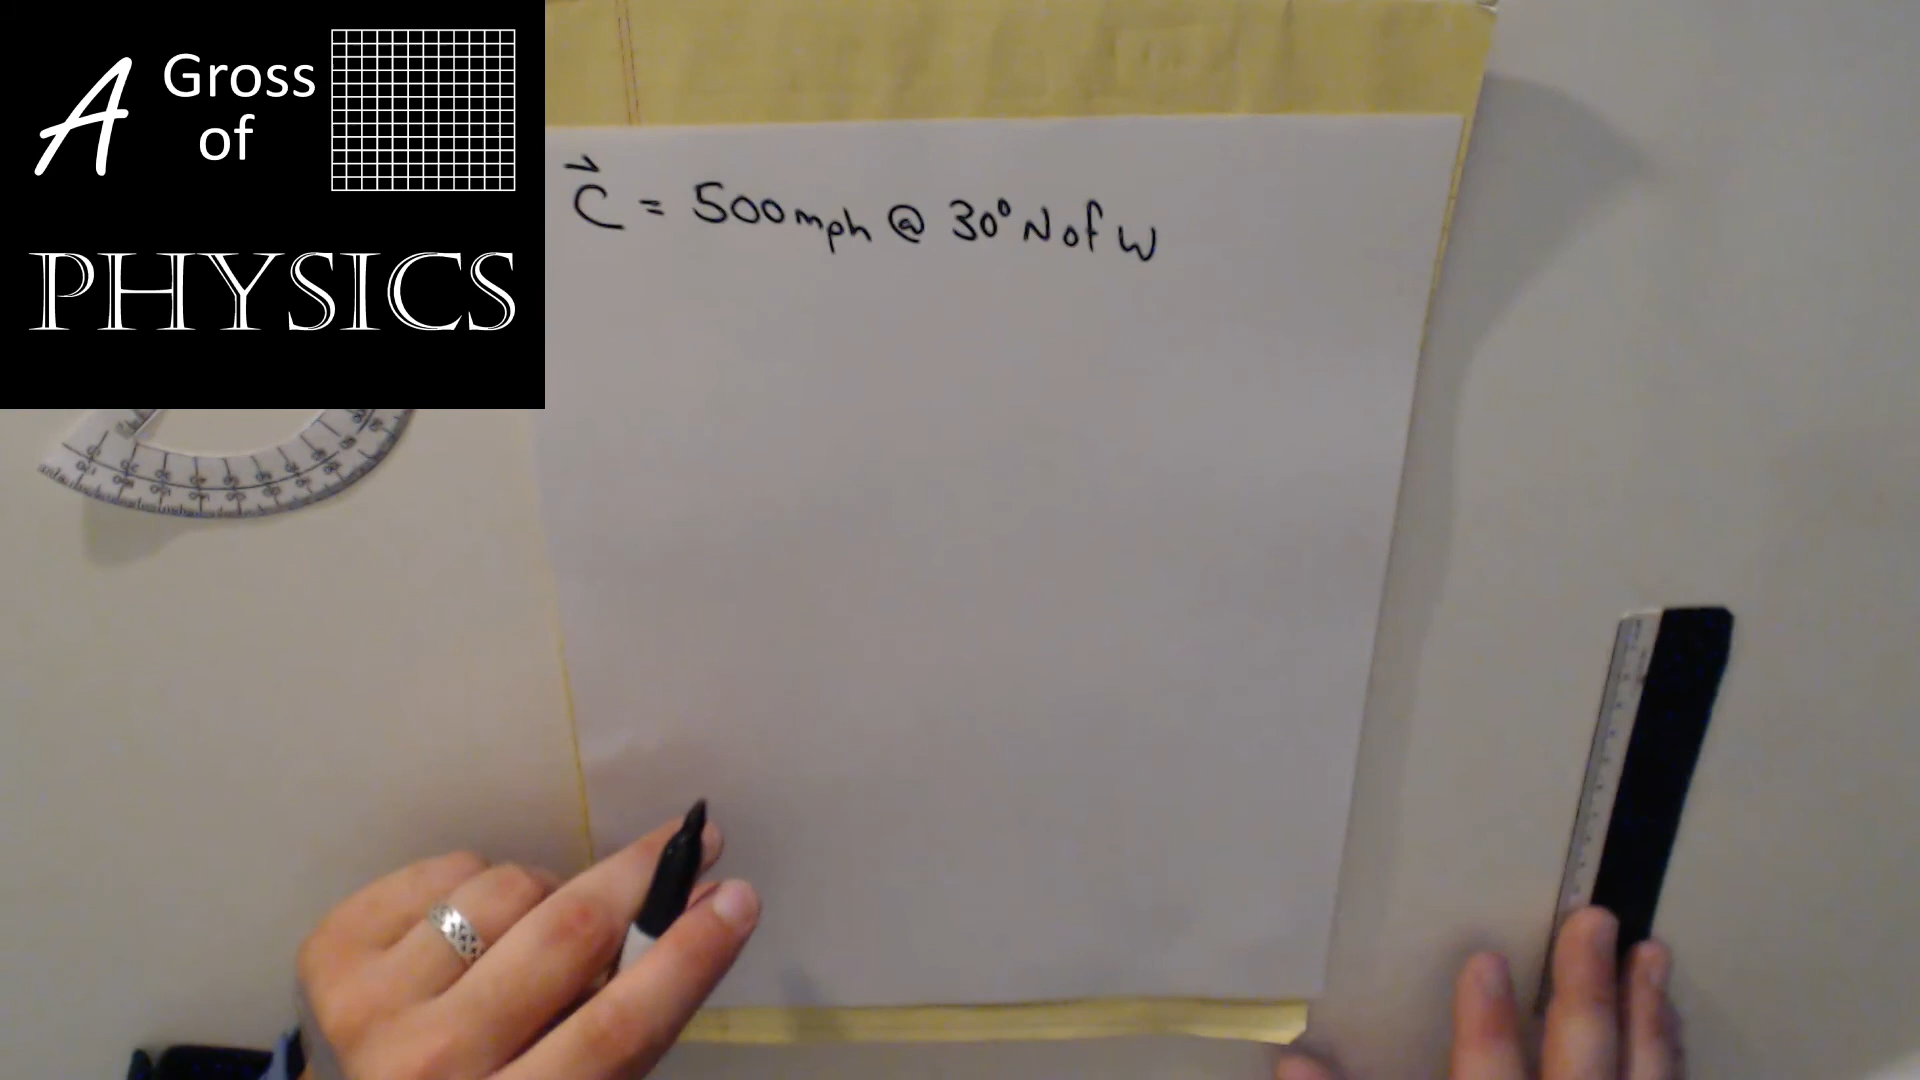 A Gross of
PHYSICS
C⃗ = 500mph @ 30° N of W